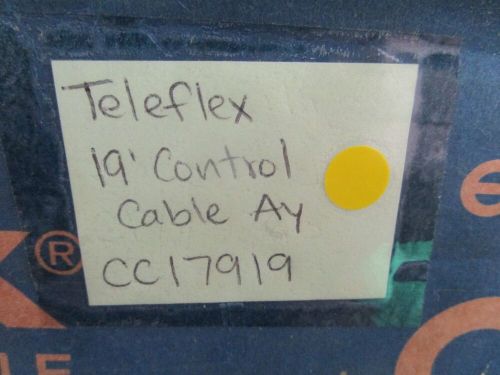 Teleflex
19' Control
Cable Ay
CC17919
®